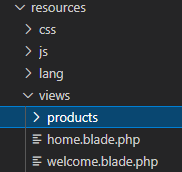 resources
css
js
lang
views
products
home.blade.php
welcome.blade.php